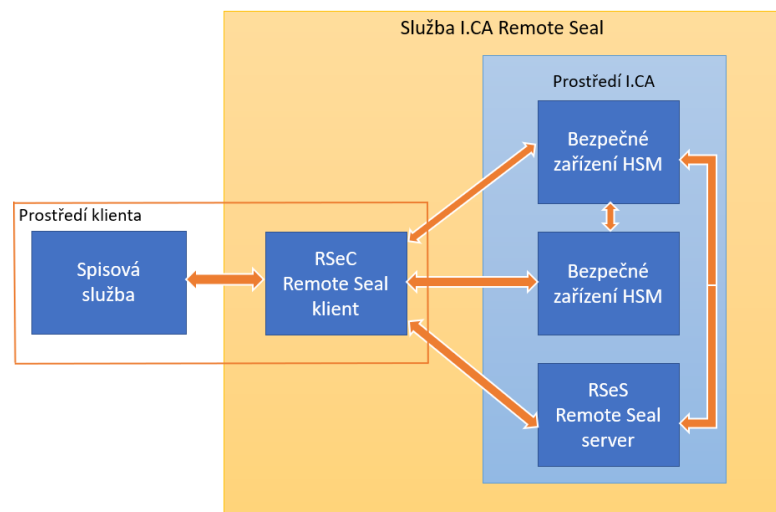 Služba I.CA Remote Seal
Prostředí I.CA
Bezpečné
zařízení HSM
Prostředí klienta
Spisová
služba
RSeC
Remote Seal
klient
Bezpečné
zařízení HSM
RSeS
Remote Seal
server